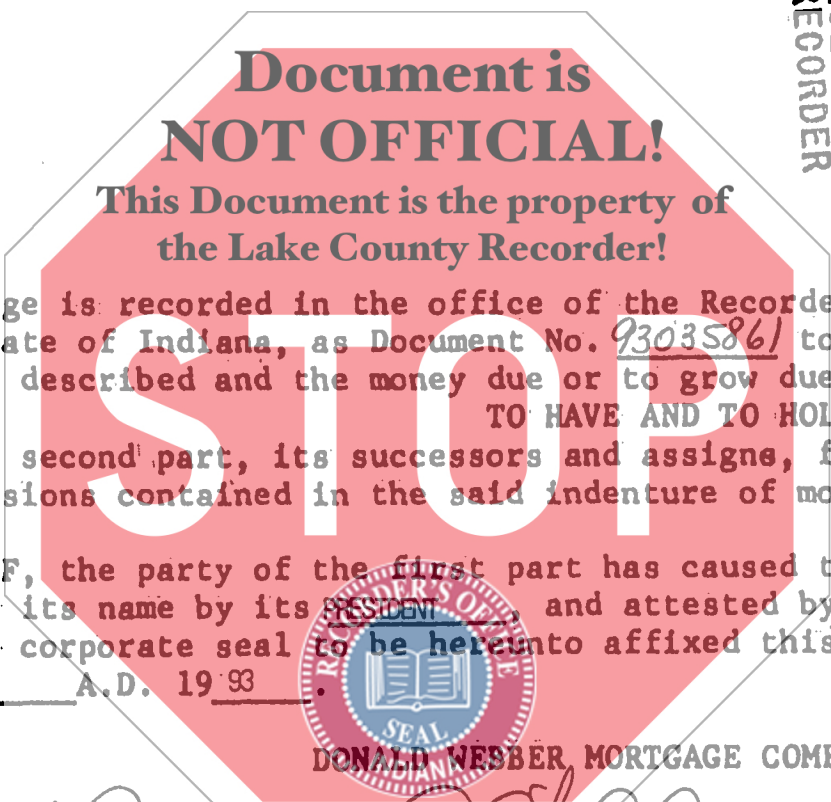 Document is
NOT OFFICIAL!
This Document is the property of
the Lake County Recorder!
ECORDER
ge is recorded in the office of the Recorde
ate of Indiana, as Document No. 93035861 to
described and the money due or to grow due
TO HAVE AND TO HOL
second part, its successors and assigns, f
sions contained in the said indenture of mo
STOP
F, the party of the first part has caused t
its name by its PRESIDENT, and attested by
corporate seal to be hereunto affixed this
A.D. 19 93.
RECORDER'S OFFICE
SEAL
INDIANA
DONALD WEBBER MORTGAGE COMP